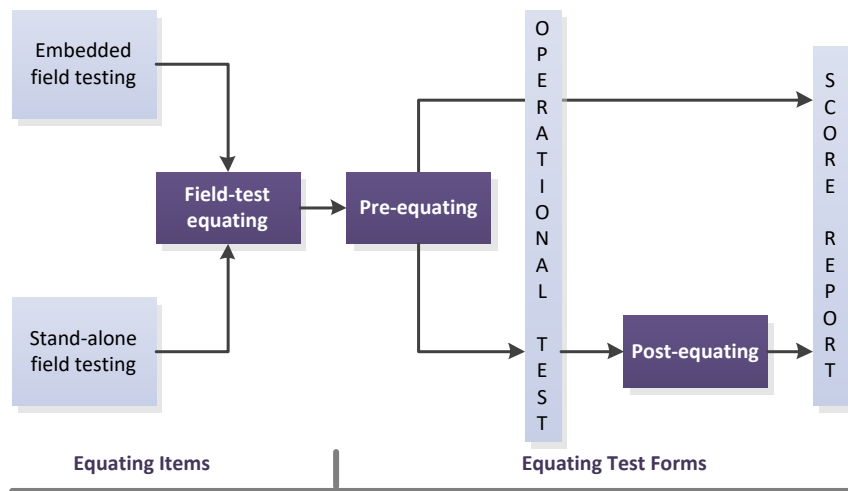 Embedded
field testing
Field-test
equating
Stand-alone
field testing
Pre-equating
OPERATIONAL TEST
Post-equating
SCORE REPORT
Equating Items
Equating Test Forms